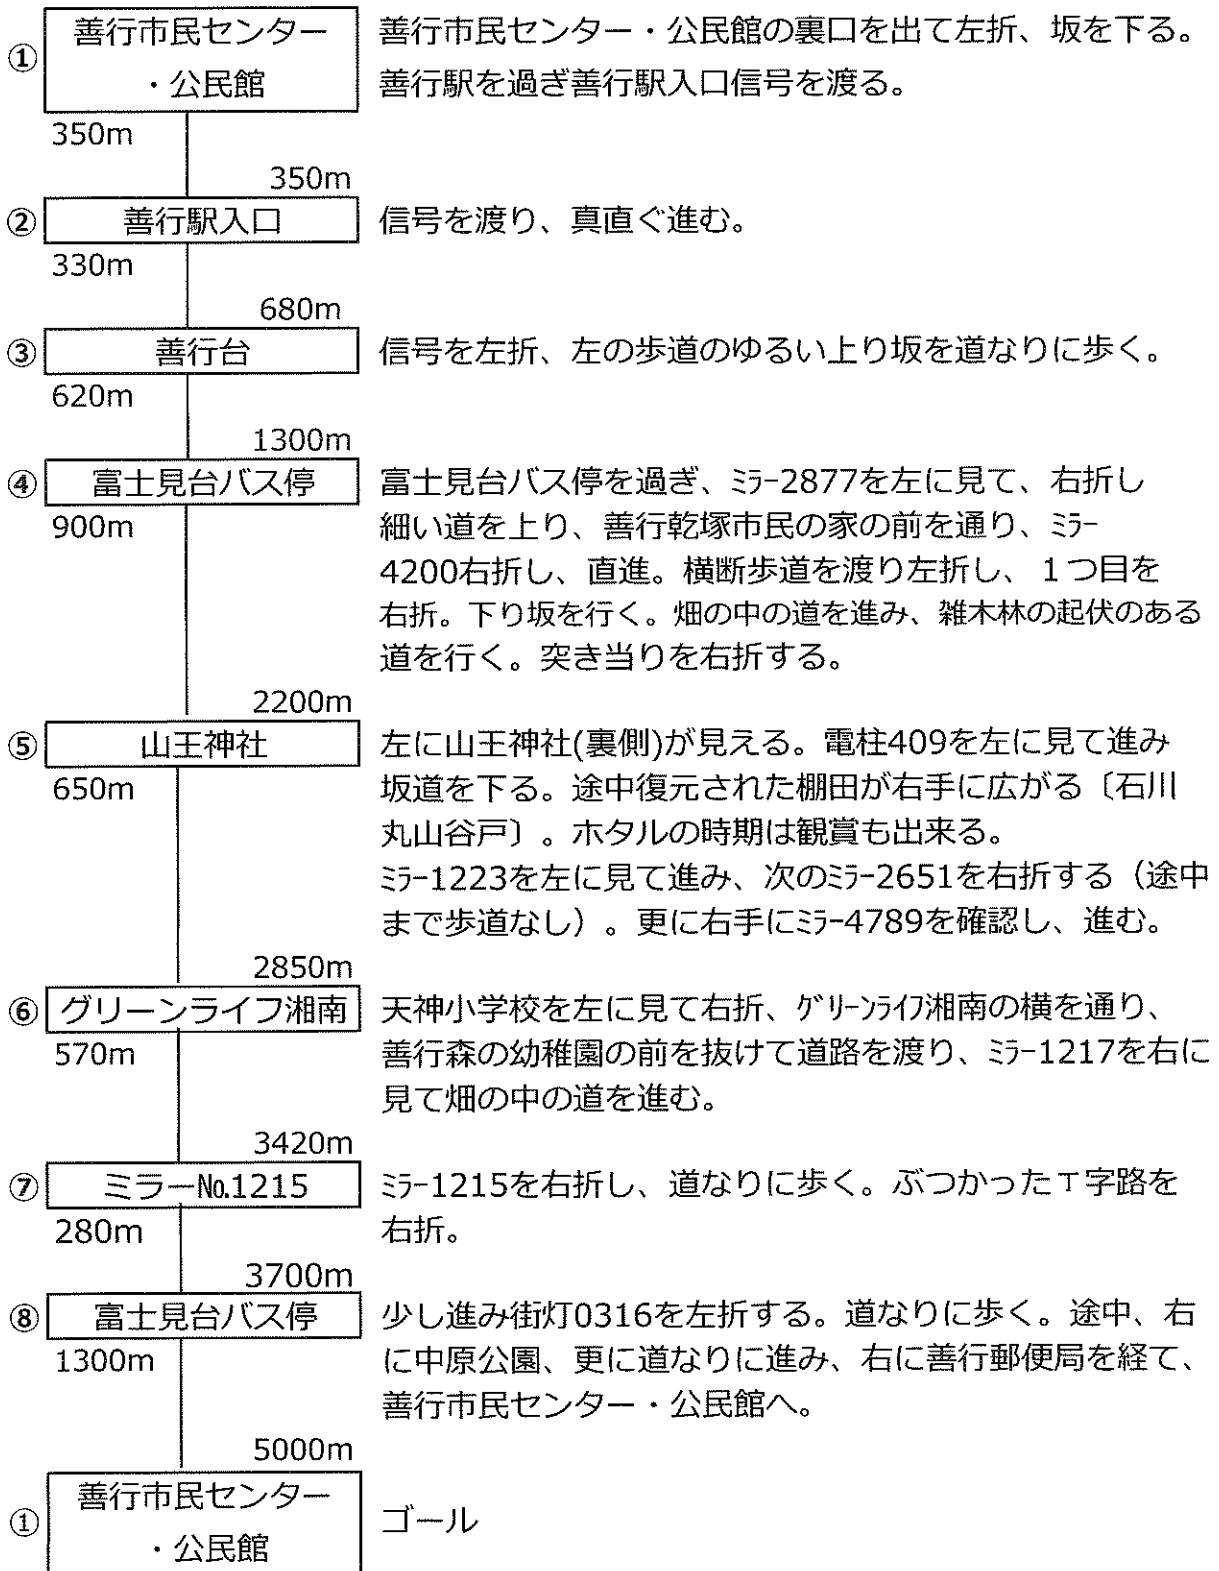 ① 善行市民センター 善行市民センター・公民館の裏口を出て左折、坂を下る。
・公民館 善行駅を過ぎ善行駅入口信号を渡る。
350m
350m
② 善行駅入口 信号を渡り、真直ぐ進む。
330m
680m
③ 善行台 信号を左折、左の歩道のゆるい上り坂を道なりに歩く。
620m
1300m
④ 富士見台バス停 富士見台バス停を過ぎ、ﾐﾗｰ2877を左に見て、右折し
900m 細い道を上り、善行乾塚市民の家の前を通り、ﾐﾗｰ
4200右折し、直進。横断歩道を渡り左折し、１つ目を
右折。下り坂を行く。畑の中の道を進み、雑木林の起伏のある
道を行く。突き当りを右折する。
2200m
⑤ 山王神社 左に山王神社(裏側)が見える。電柱409を左に見て進み
650m 坂道を下る。途中復元された棚田が右手に広がる〔石川
丸山谷戸〕。ホタルの時期は観賞も出来る。
ﾐﾗｰ1223を左に見て進み、次のﾐﾗｰ2651を右折する（途中
まで歩道なし）。更に右手にﾐﾗｰ4789を確認し、進む。
2850m
⑥ グリーンライフ湘南 天神小学校を左に見て右折、ｸﾞﾘｰﾝﾗｲﾌ湘南の横を通り、
570m 善行森の幼稚園の前を抜けて道路を渡り、ﾐﾗｰ1217を右に
見て畑の中の道を進む。
3420m
⑦ ミラー№1215 ﾐﾗｰ1215を右折し、道なりに歩く。ぶつかったＴ字路を
280m 右折。
3700m
⑧ 富士見台バス停 少し進み街灯0316を左折する。道なりに歩く。途中、右
1300m に中原公園、更に道なりに進み、右に善行郵便局を経て、
善行市民センター・公民館へ。
5000m
① 善行市民センター ゴール
・公民館